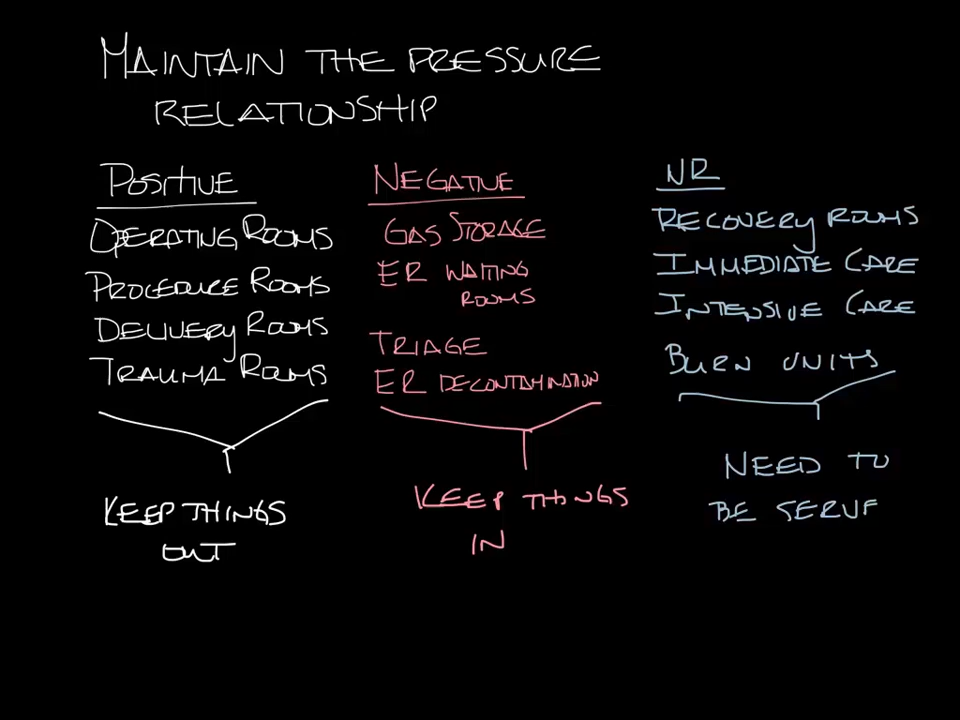 MAINTAIN THE PRESSURE
RELATIONSHIP
POSITIVE
OPERATING ROOMS
PROCEDURE ROOMS
DELIVERY ROOMS
TRAUMA ROOMS
KEEP THINGS
OUT
NEGATIVE
GAS STORAGE
ER WAITING
ROOMS
TRIAGE
ER DECONTAMINATION
KEEP THINGS
IN
NR
RECOVERY ROOMS
IMMEDIATE CARE
INTENSIVE CARE
BURN UNITS
NEED TO
BE SERVE